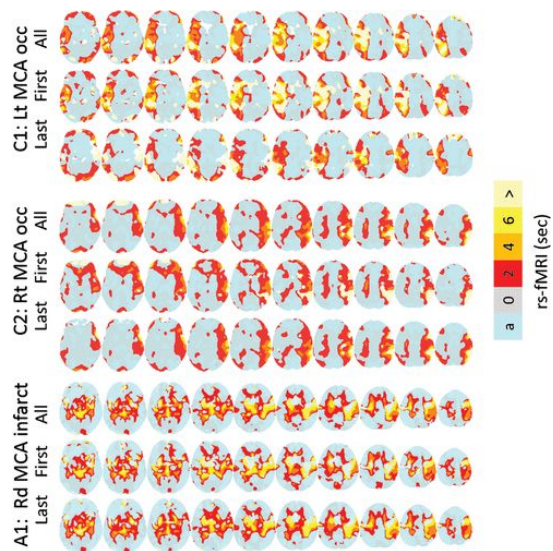 C1: Lt MCA occ
All
First
Last
C2: Rt MCA occ
All
First
Last
A1: Rd MCA infarct
All
First
Last
a 0 2 4 6 >
rs-fMRI (sec)